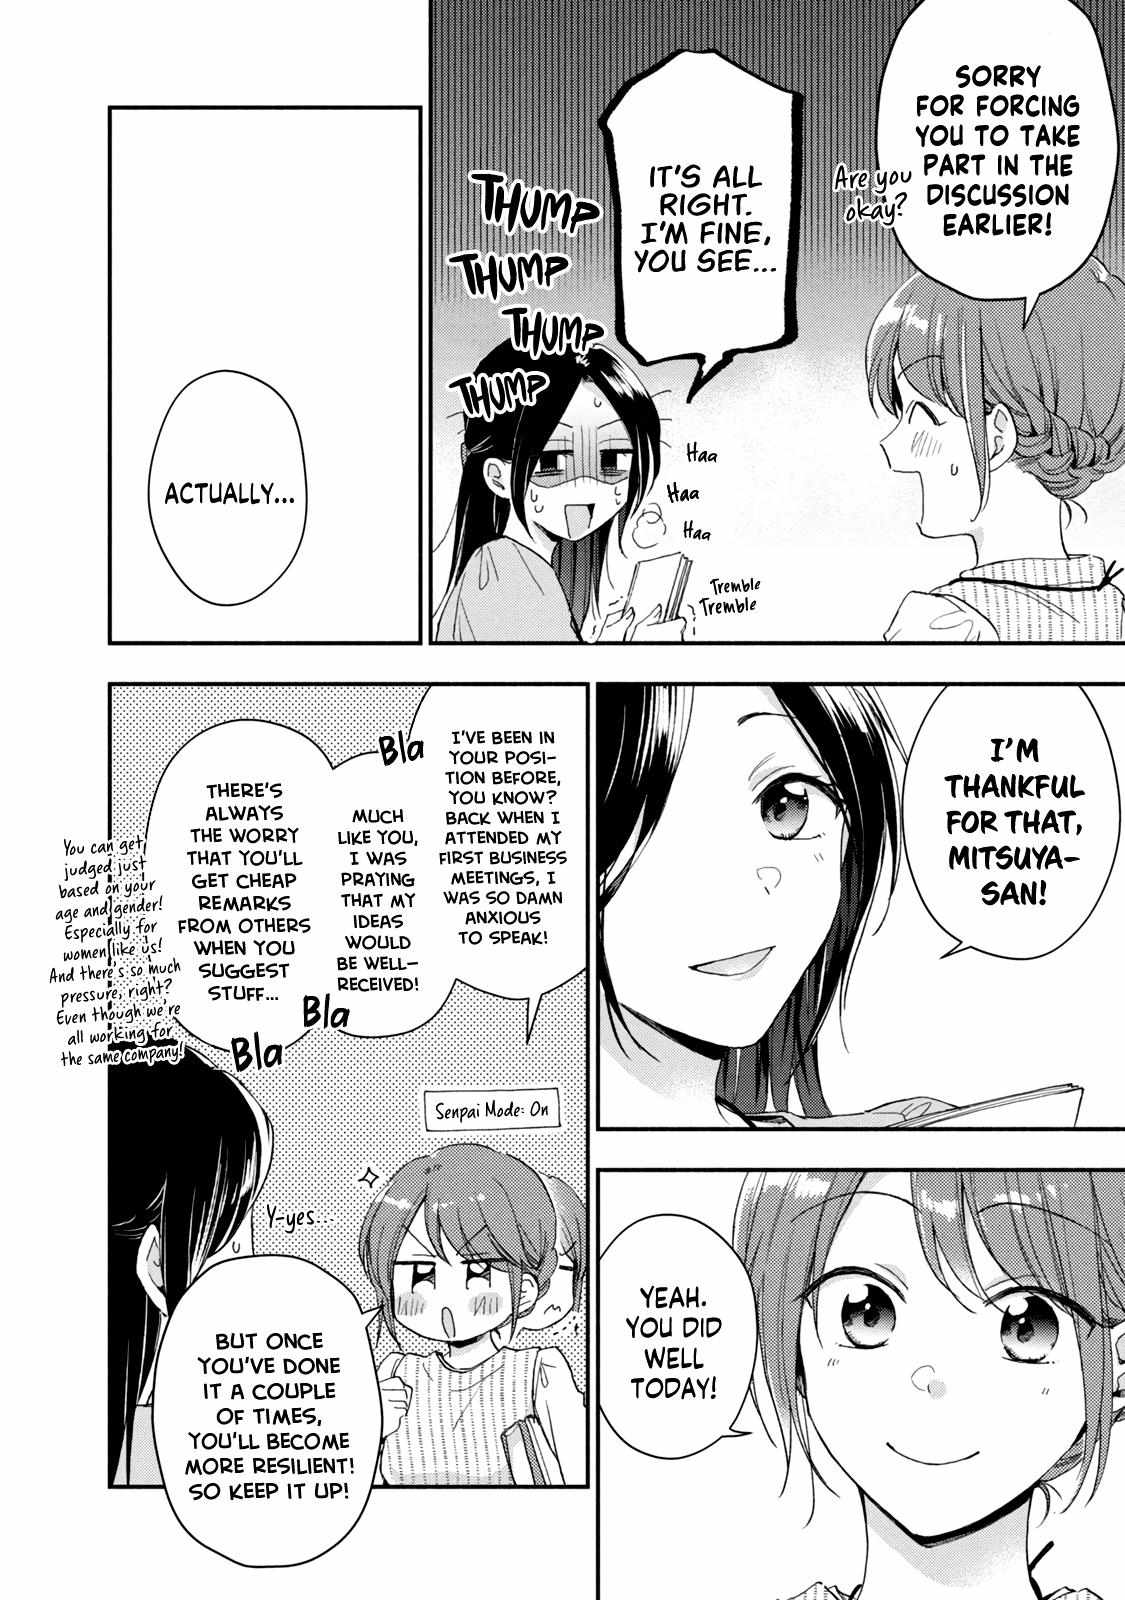 SORRY
FOR FORCING
YOU TO TAKE
PART IN THE
DISCUSSION
EARLIER!
Are you
okay?
IT'S ALL
RIGHT.
I'M FINE,
YOU SEE...
THUMP
THUMP
THUMP
THUMP
Haa
Haa
Haa
Tremble
Tremble
ACTUALLY...
I'M
THANKFUL
FOR THAT,
MITSUYA-
SAN!
YEAH.
YOU DID
WELL
TODAY!
I'VE BEEN IN
YOUR POSI-
TION BEFORE,
YOU KNOW?
BACK WHEN I
ATTENDED MY
FIRST BUSINESS
MEETINGS, I
WAS SO DAMN
ANXIOUS
TO SPEAK!
Bla
MUCH
LIKE YOU,
I WAS
PRAYING
THAT MY
IDEAS
WOULD
BE WELL-
RECEIVED!
Bla
THERE'S
ALWAYS
THE WORRY
THAT YOU'LL
GET CHEAP
REMARKS
FROM OTHERS
WHEN YOU
SUGGEST
STUFF...
Bla
You can get
judged just
based on your
age and gender!
Especially for
women like us!
And there's so much
pressure, right?
Even though we're
all working for
the same company!
Senpai Mode: On
Y-yes...
BUT ONCE
YOU'VE DONE
IT A COUPLE
OF TIMES,
YOU'LL BECOME
MORE RESILIENT!
SO KEEP IT UP!